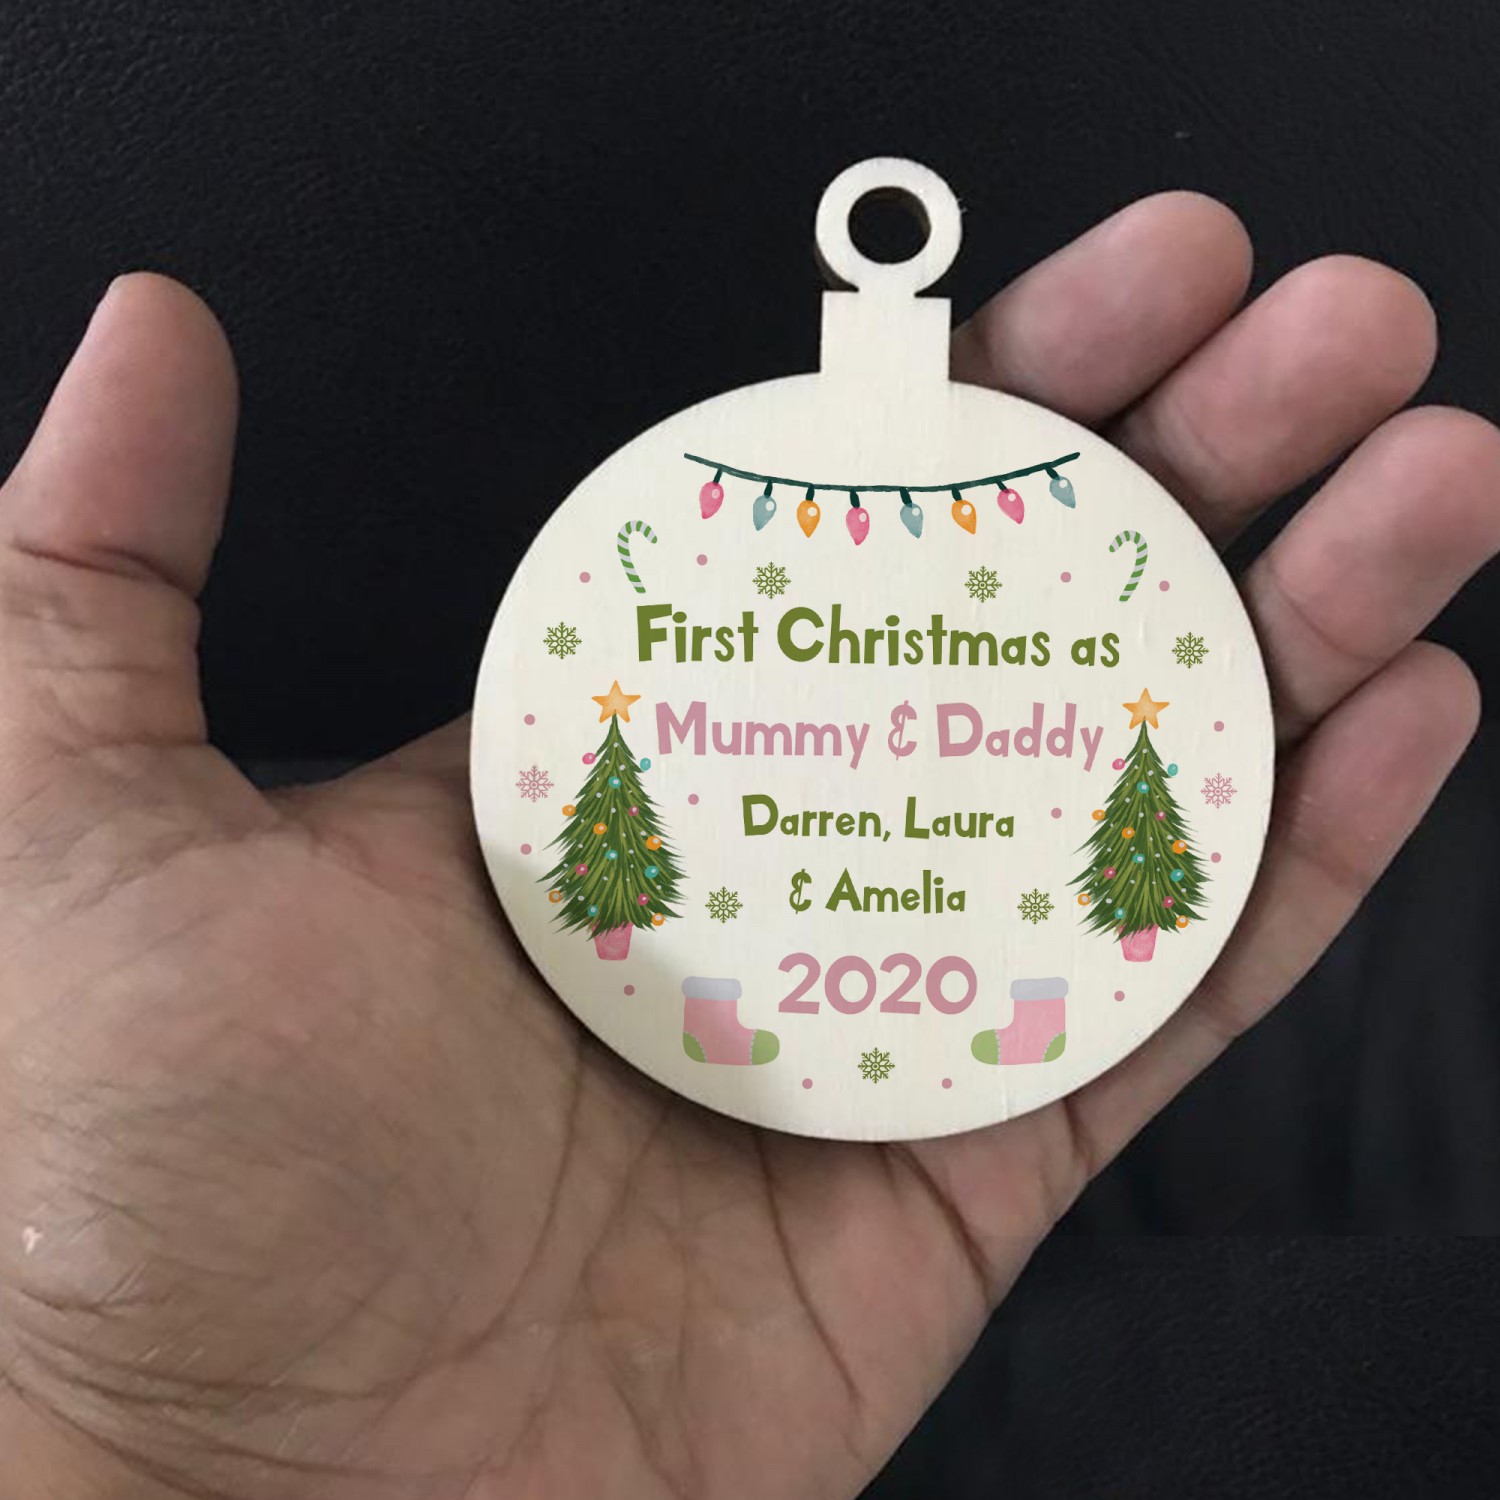 First Christmas as
Mummy & Daddy
Darren, Laura
& Amelia
2020